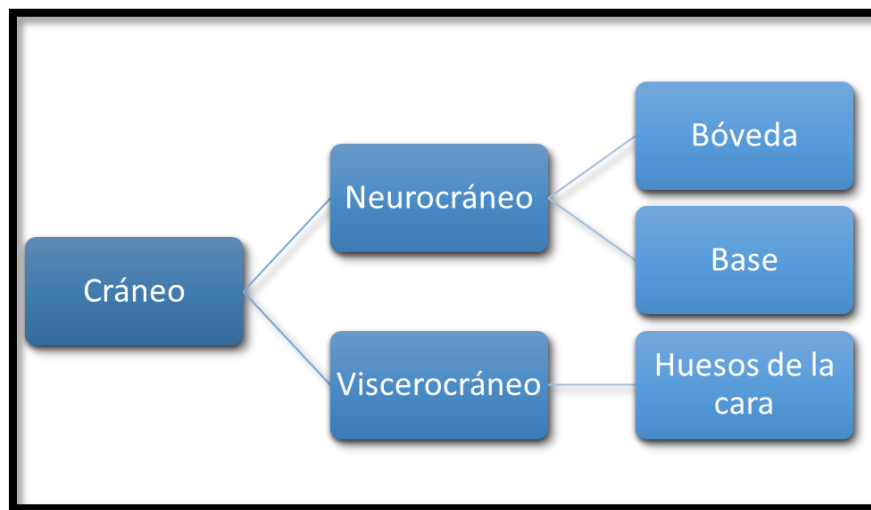 Cráneo
Neurocráneo
Bóveda
Base
Viscerocráneo
Huesos de la
cara